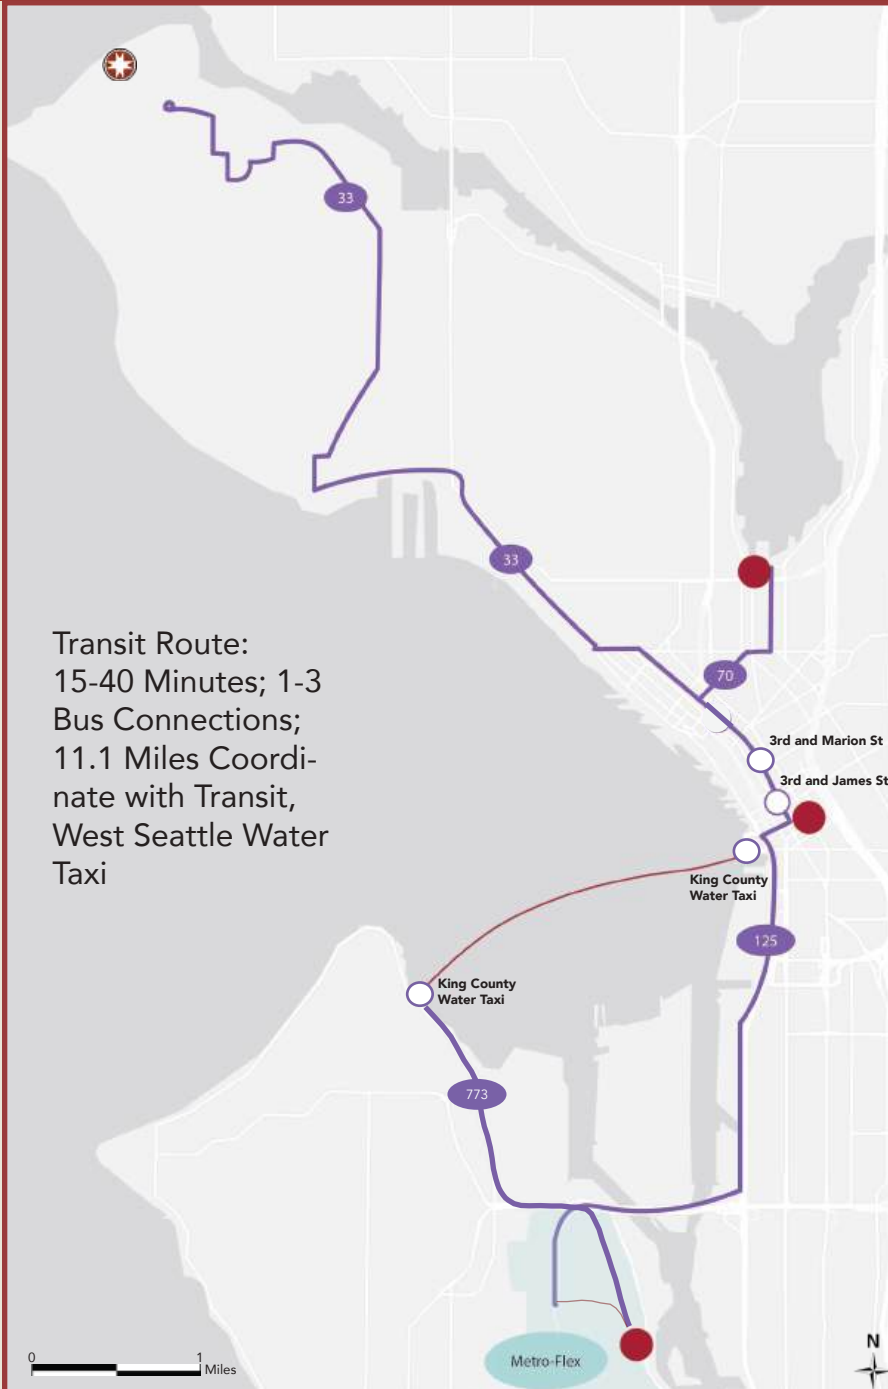 33
33
70
Transit Route:
15-40 Minutes; 1-3
Bus Connections;
11.1 Miles Coordi-
nate with Transit,
West Seattle Water
Taxi
3rd and Marion St
3rd and James St
King County
Water Taxi
125
King County
Water Taxi
773
Metro-Flex
0
1
Miles
N